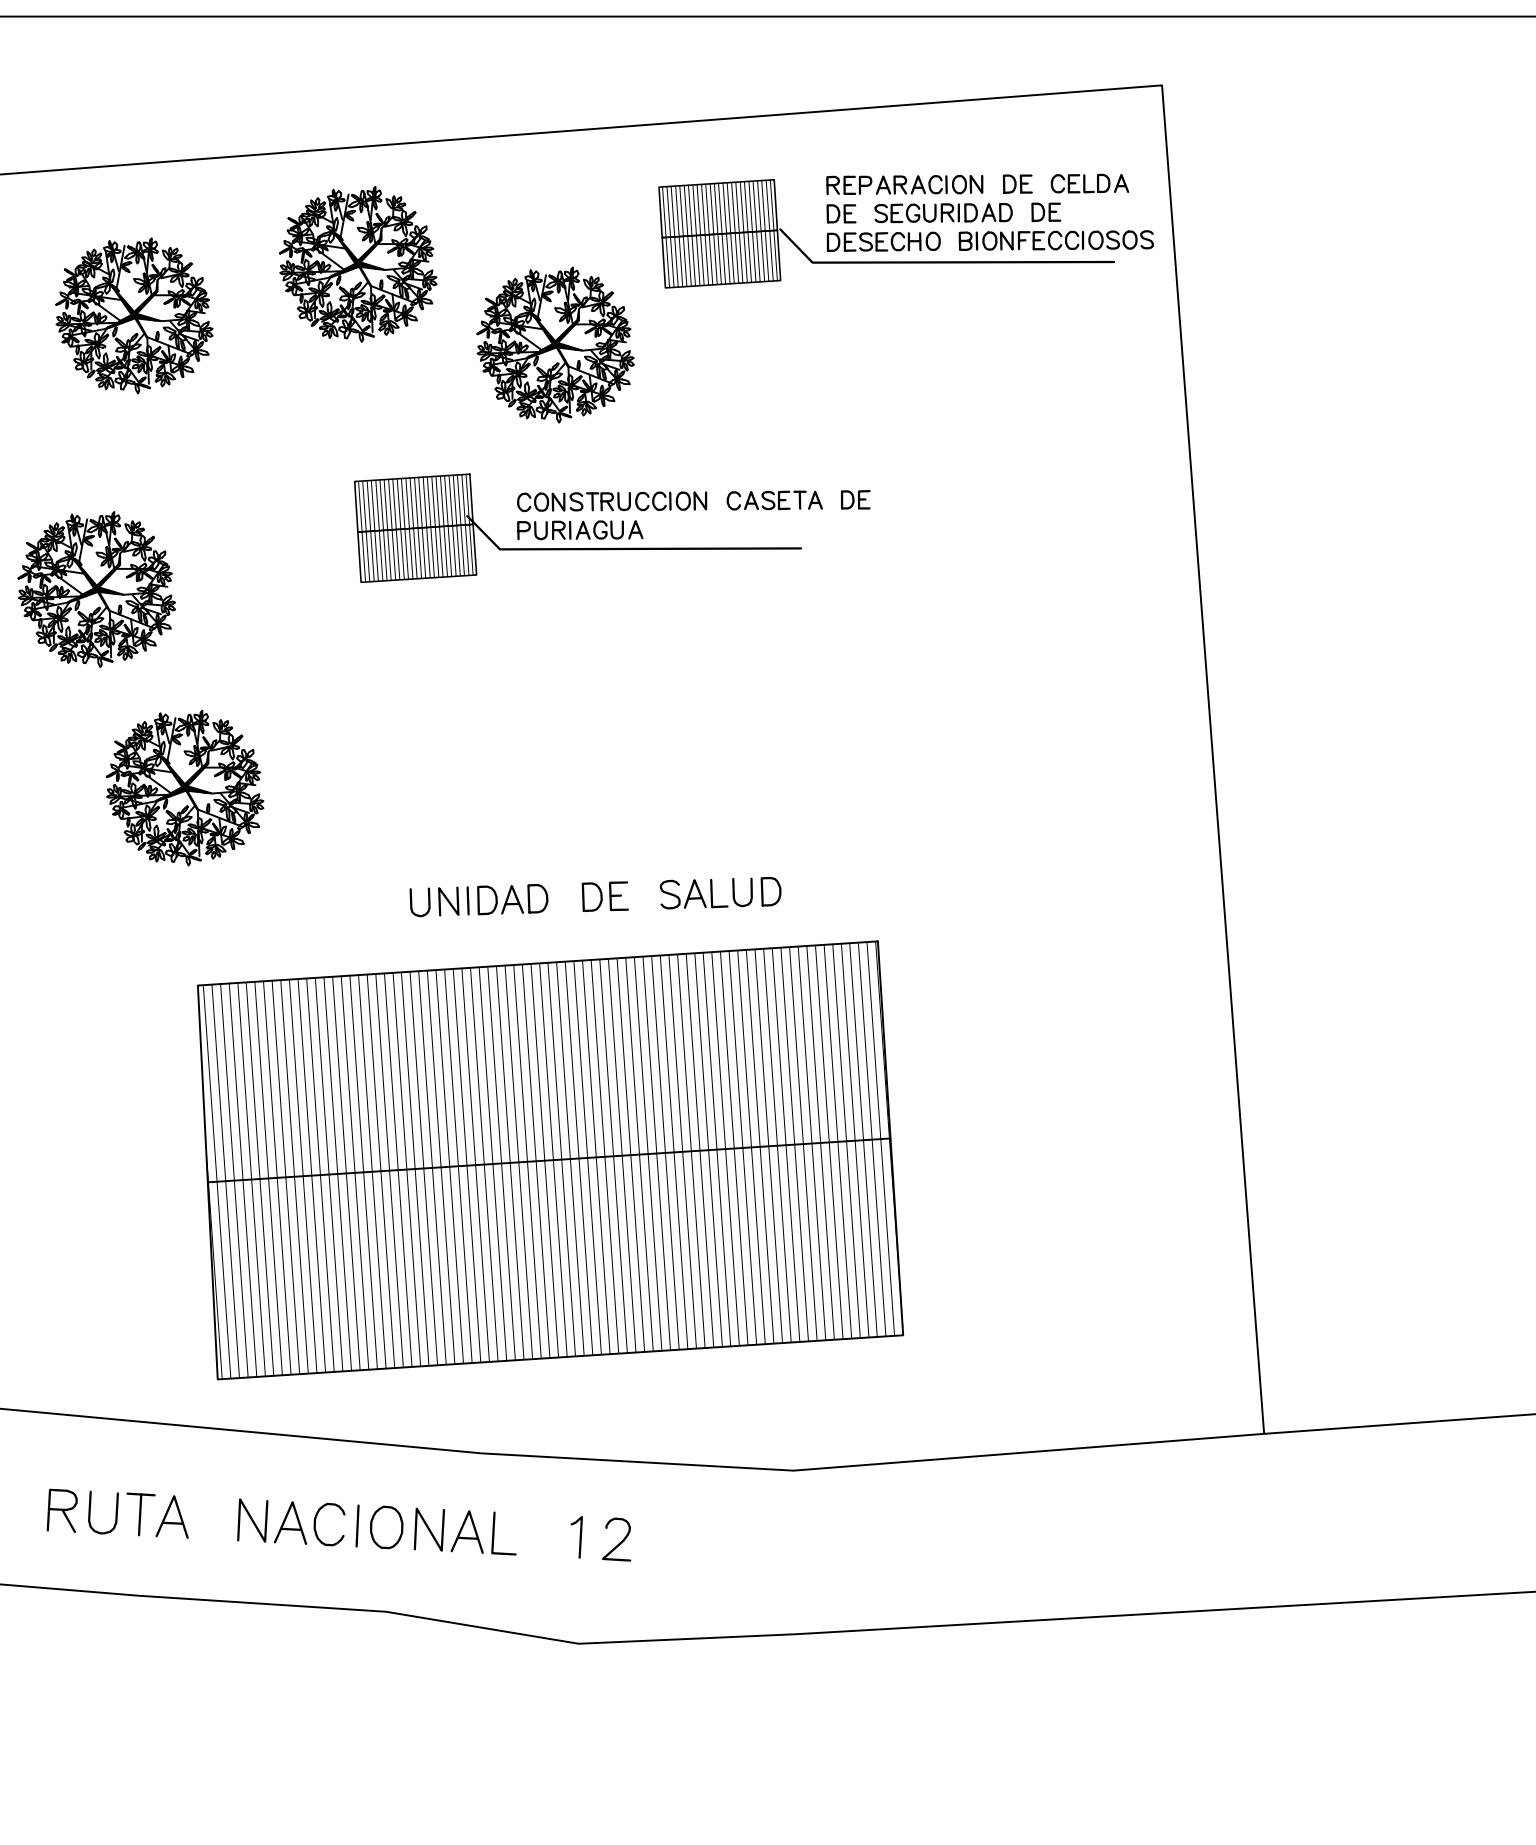 REPARACION DE CELDA
DE SEGURIDAD DE
DESECHO BIONFECCIOSOS
CONSTRUCCION CASETA DE
PURIAGUA
UNIDAD DE SALUD
RUTA NACIONAL 12